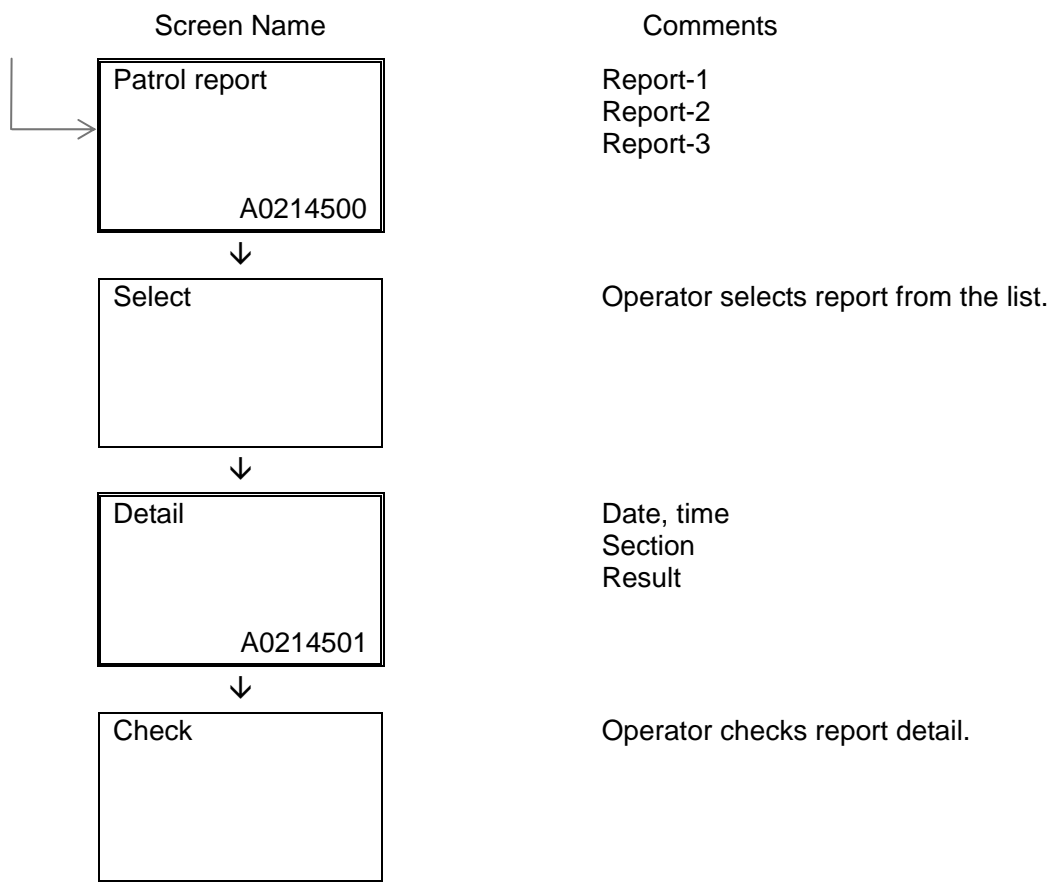 Screen Name Comments
Patrol report Report-1
Report-2
Report-3
A0214500
Select Operator selects report from the list.
Detail Date, time
Section
Result
A0214501
Check Operator checks report detail.